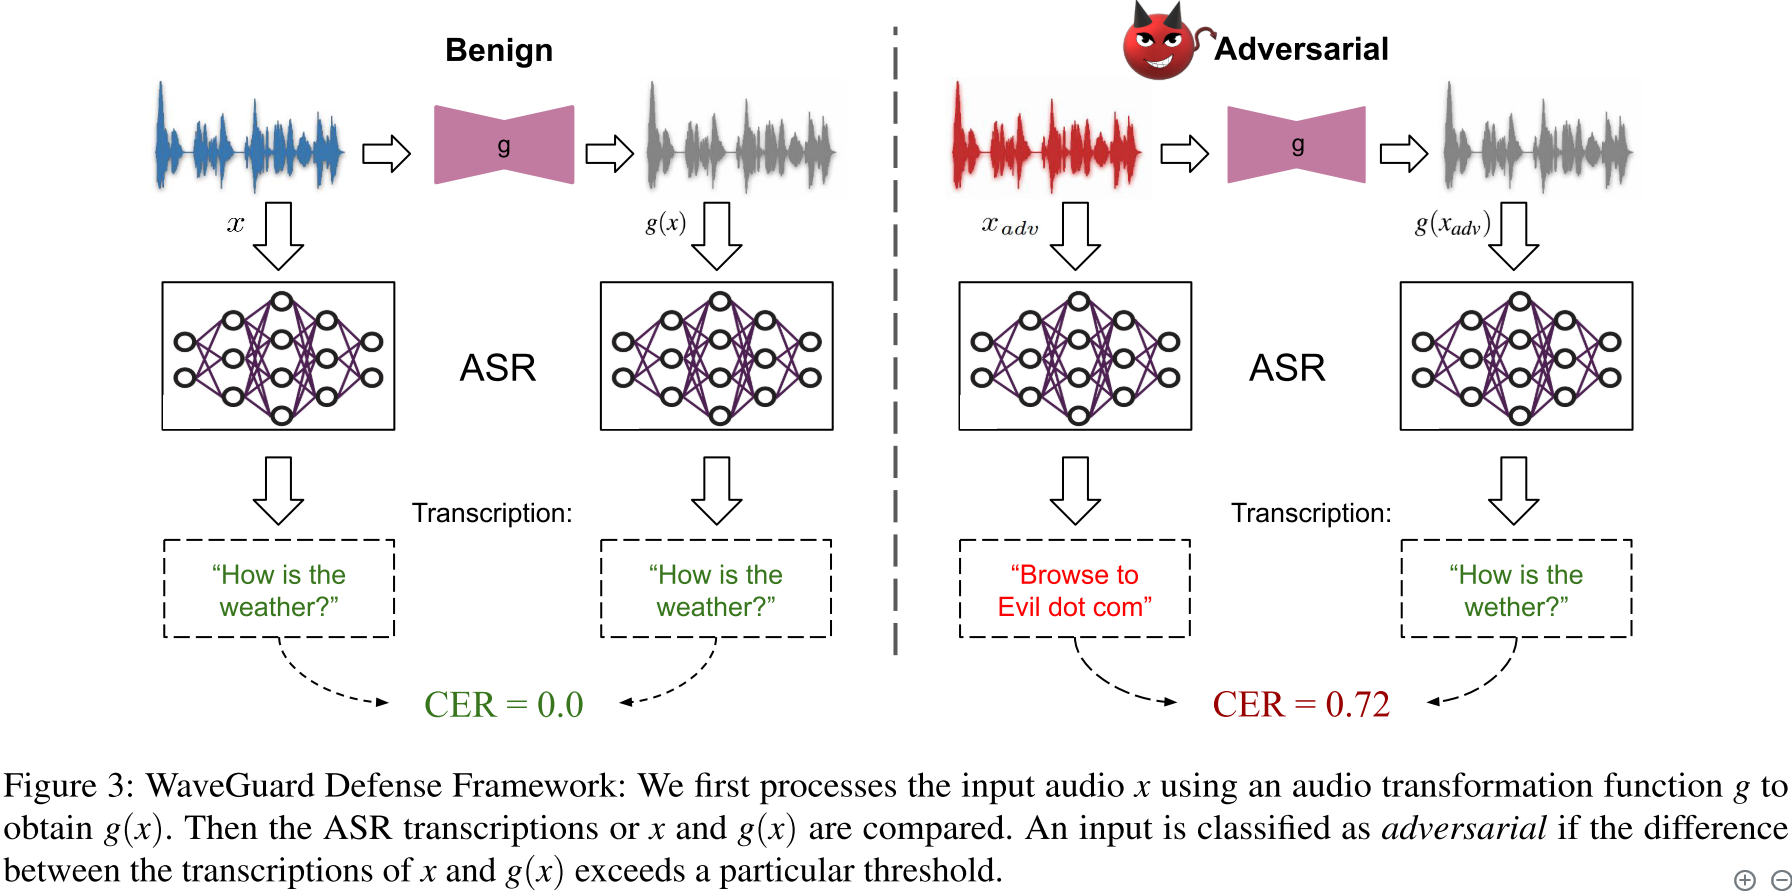 Benign
Adversarial
g
g
x
g(x)
x adv
g(xadv)
ASR
ASR
Transcription:
Transcription:
“How is the
weather?”
“How is the
weather?”
“Browse to
Evil dot com”
“How is the
wether?”
CER = 0.0
CER = 0.72
Figure 3: WaveGuard Defense Framework: We first processes the input audio x using an audio transformation function g to
obtain g(x). Then the ASR transcriptions or x and g(x) are compared. An input is classified as adversarial if the difference
between the transcriptions of x and g(x) exceeds a particular threshold.